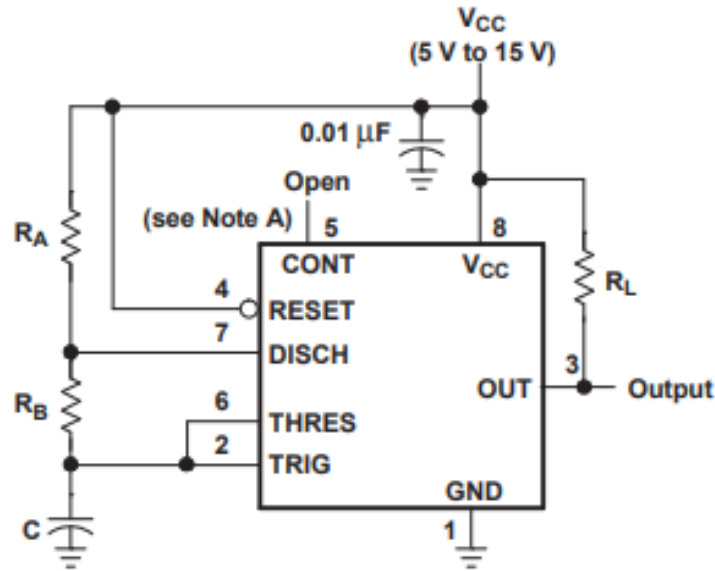 VCC
(5 V to 15 V)
0.01 μF
Open
(see Note A)
5
8
RA
CONT
VCC
RL
4
RESET
7
DISCH
3
OUT
Output
RB
6
THRES
2
TRIG
GND
C
1